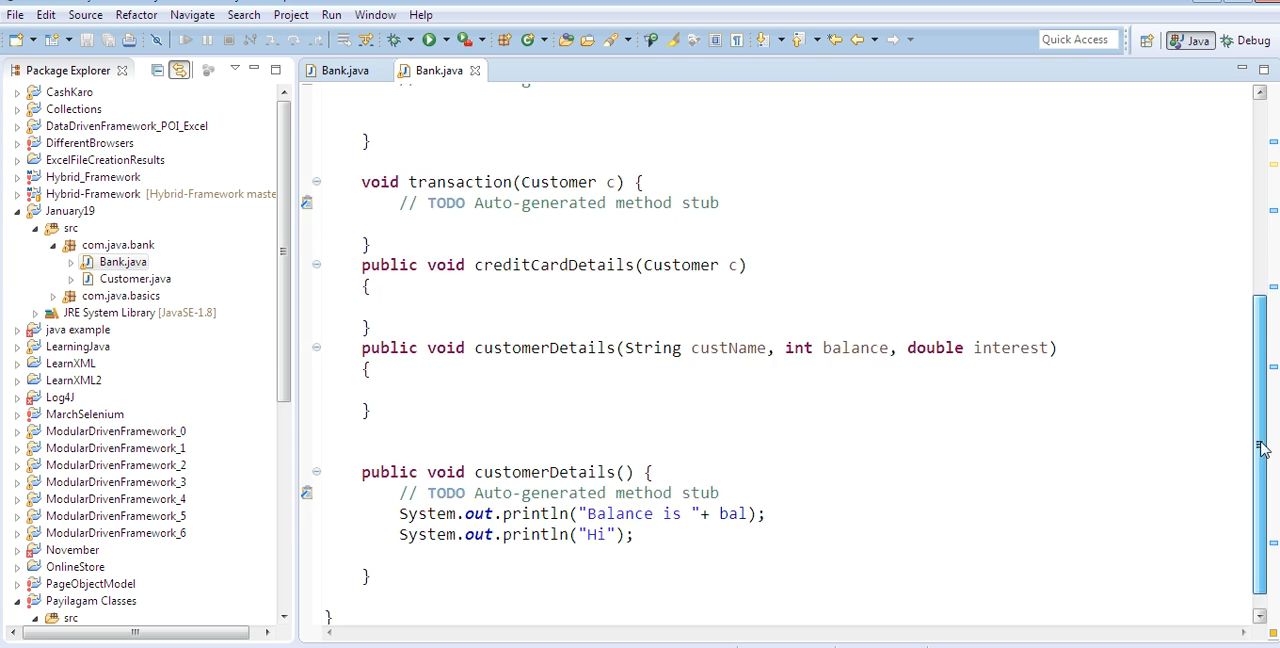 File Edit Source Refactor Navigate Search Project Run Window Help
Quick Access Java Debug
Package Explorer
Bank.java Bank.java
CashKaro
Collections
DataDrivenFramework_POI_Excel
DifferentBrowsers
ExcelFileCreationResults
Hybrid_Framework
Hybrid-Framework [Hybrid-Framework maste
January19
src
com.java.bank
Bank.java
Customer.java
com.java.basics
JRE System Library [JavaSE-1.8]
java example
LearningJava
LearnXML
LearnXML2
Log4J
MarchSelenium
ModularDrivenFramework_0
ModularDrivenFramework_1
ModularDrivenFramework_2
ModularDrivenFramework_3
ModularDrivenFramework_4
ModularDrivenFramework_5
ModularDrivenFramework_6
November
OnlineStore
PageObjectModel
Payilagam Classes
src
}
void transaction(Customer c) {
// TODO Auto-generated method stub
}
public void creditCardDetails(Customer c)
{
}
public void customerDetails(String custName, int balance, double interest)
{
}
public void customerDetails() {
// TODO Auto-generated method stub
System.out.println("Balance is "+ bal);
System.out.println("Hi");
}
}